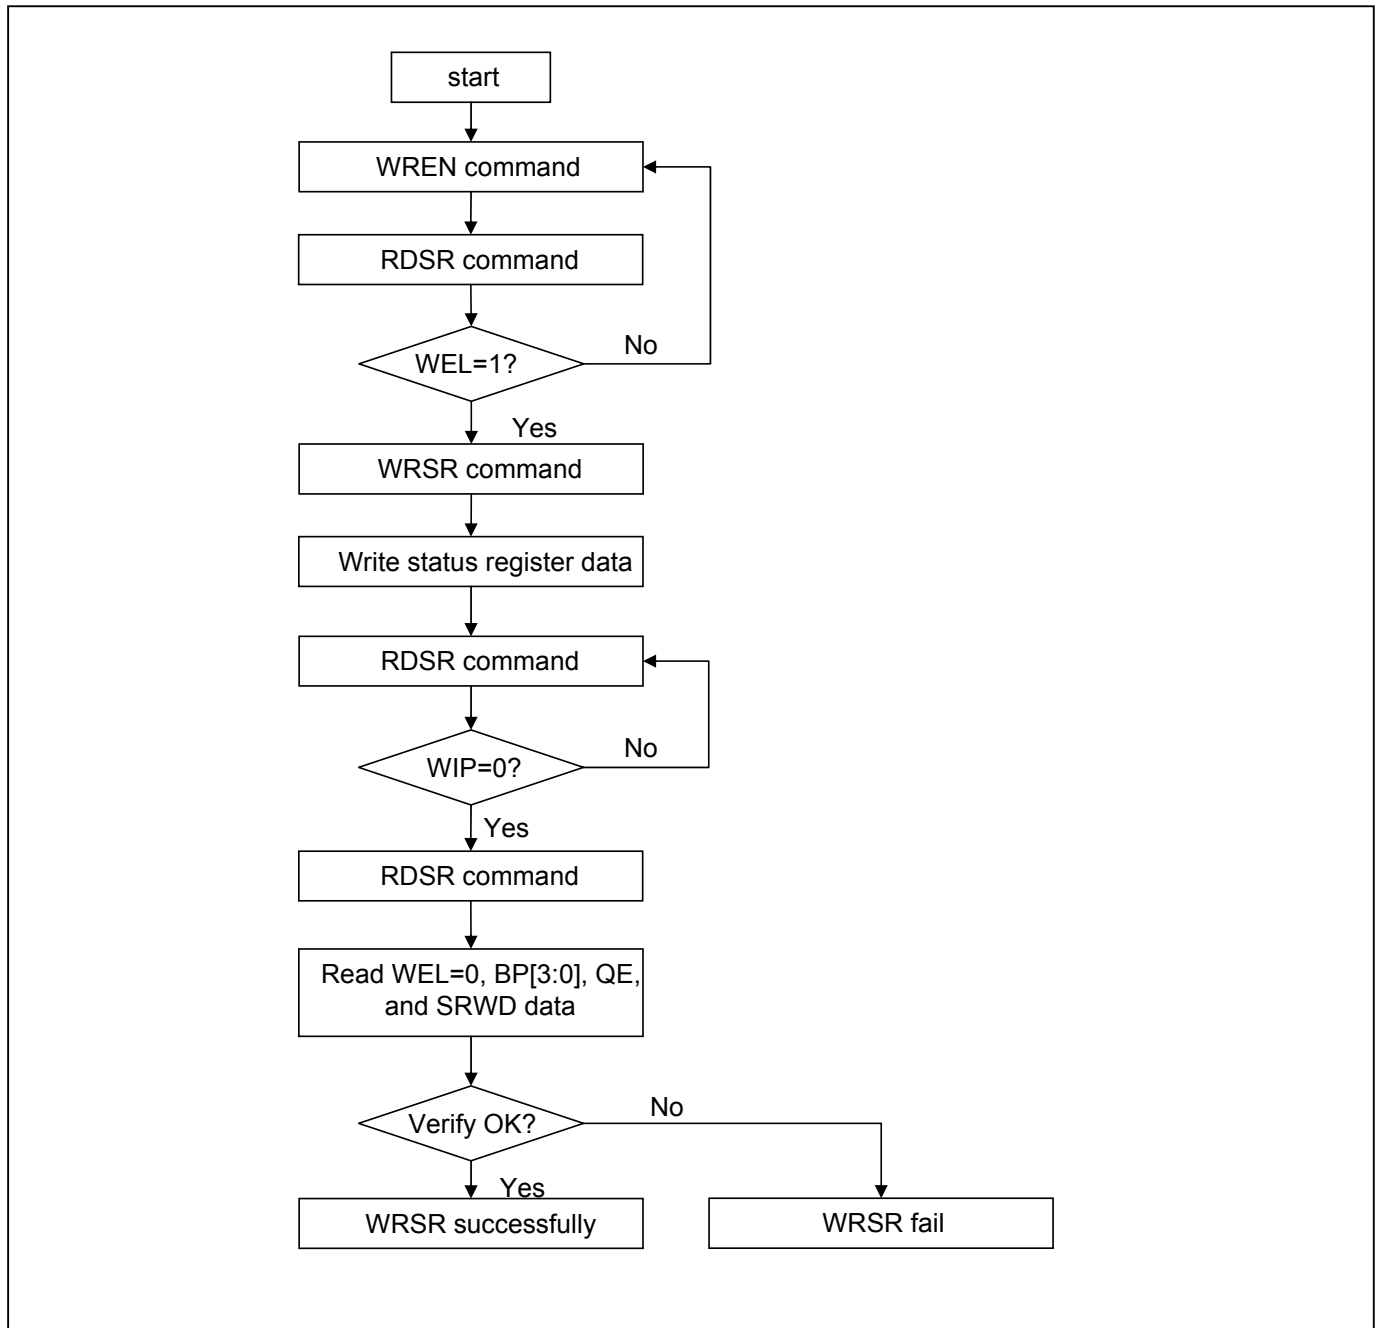 start
WREN command
RDSR command
WEL=1?
No
Yes
WRSR command
Write status register data
RDSR command
WIP=0?
No
Yes
RDSR command
Read WEL=0, BP[3:0], QE,
and SRWD data
Verify OK?
No
Yes
WRSR successfully
WRSR fail